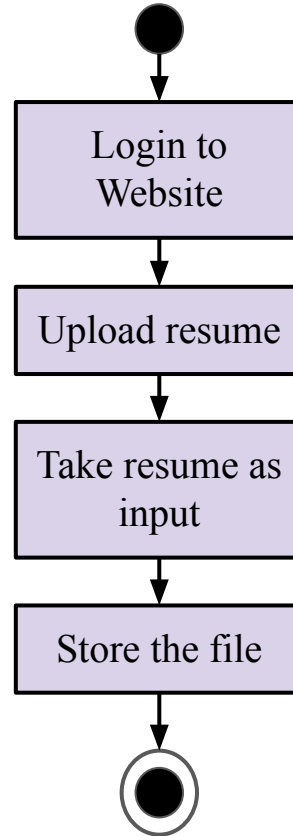 Login to
Website
Upload resume
Take resume as
input
Store the file